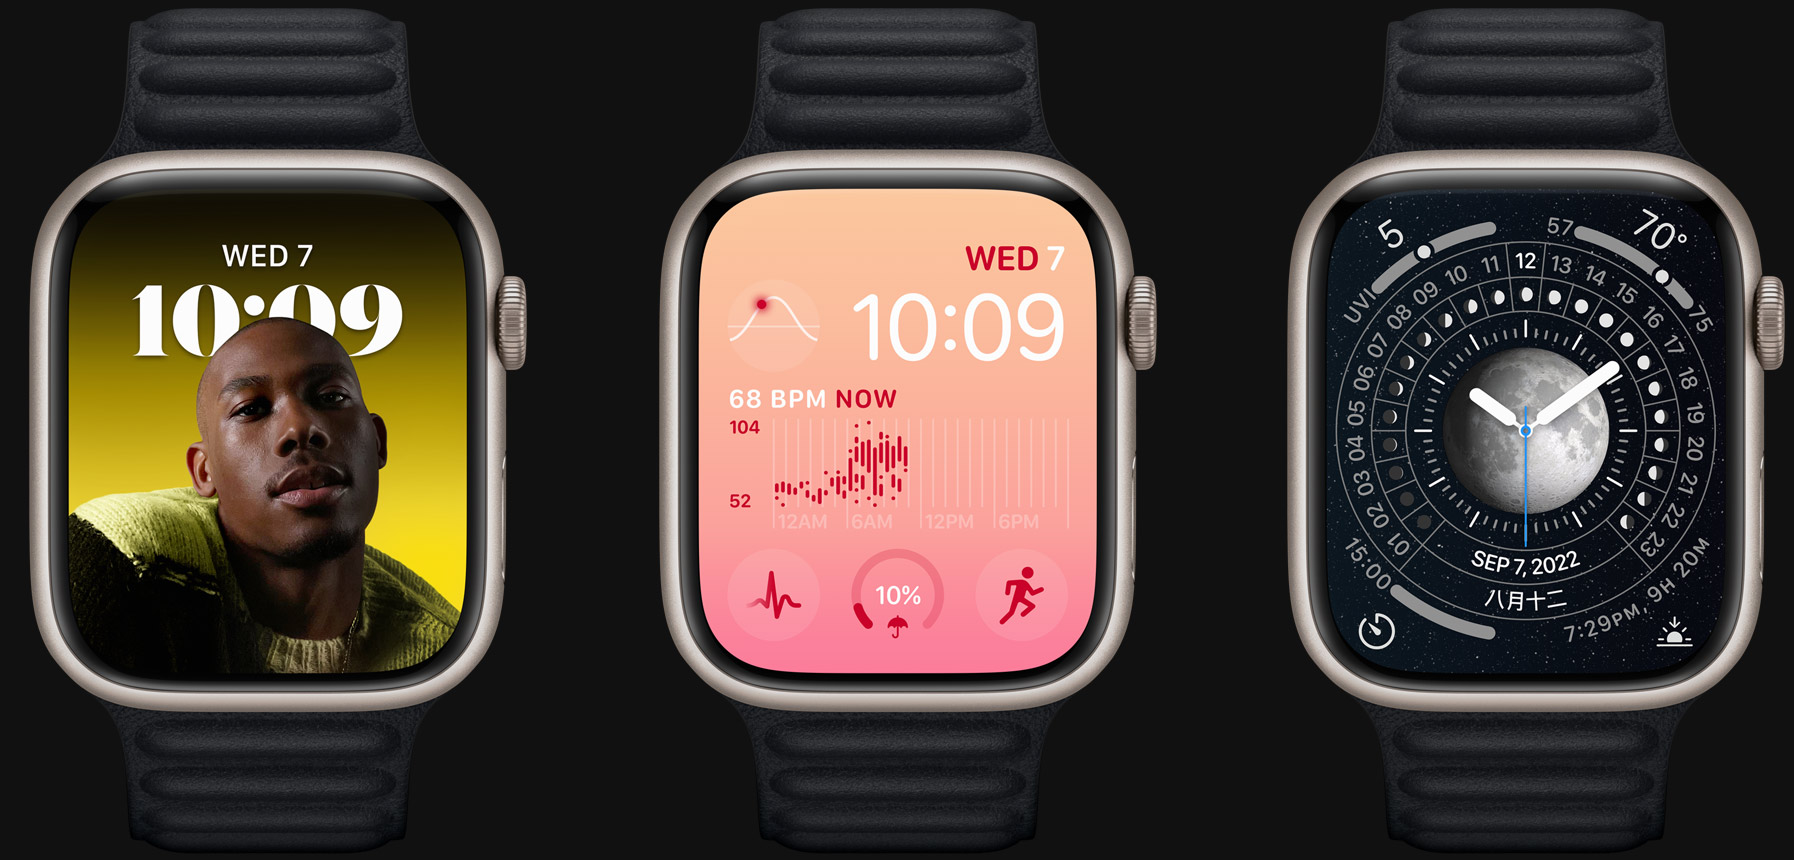 WED 7
10:09
WED 7
10:09
68 BPM NOW
104
52
12AM 6AM 12PM 6PM
10%
5
UVI
57
70°
75
01 02 03 04 05 06 07 08 09 10 11 12 13 14 15 16 17 18 19 20 21 22 23
SEP 7, 2022
八月十二
15:00
7:29PM, 9H 20M